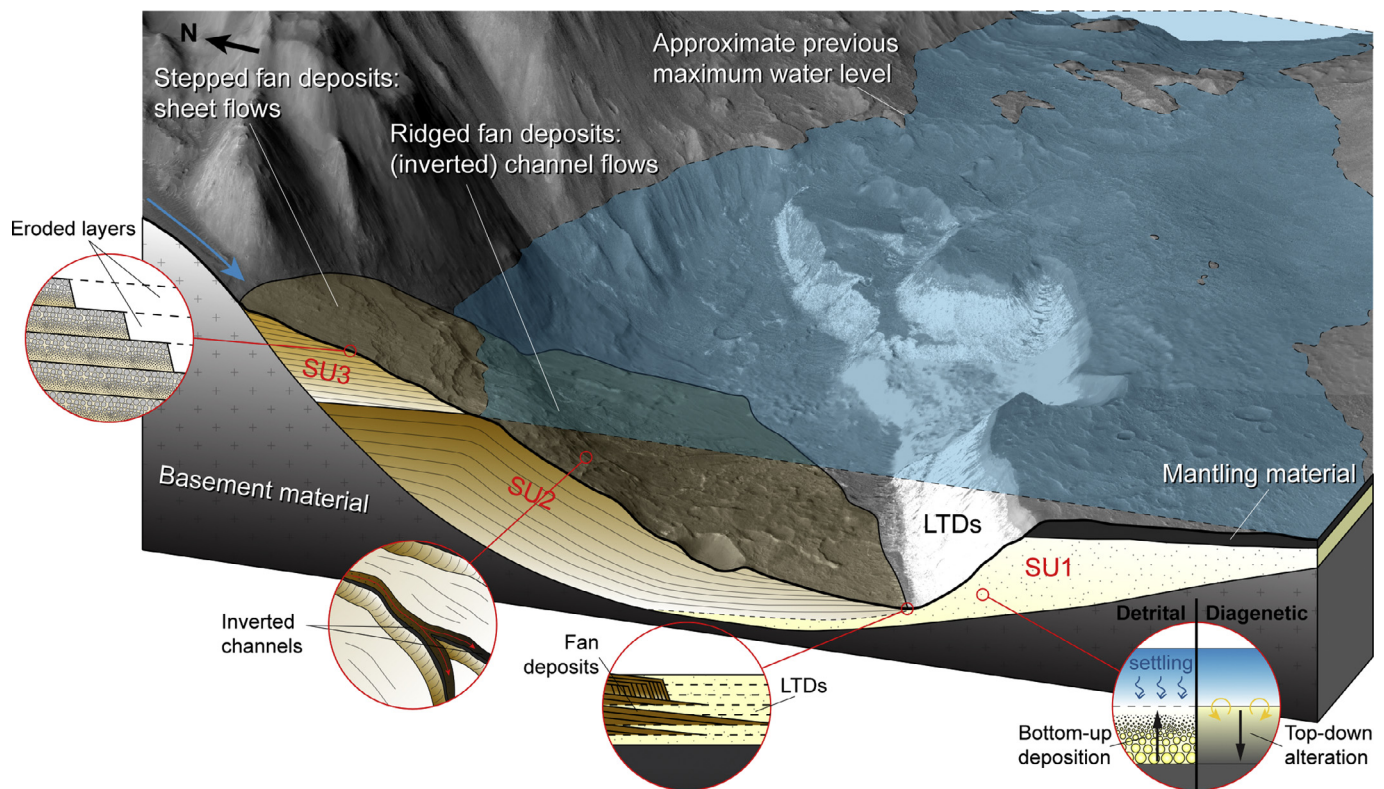 N
Stepped fan deposits:
sheet flows
Approximate previous
maximum water level
Ridged fan deposits:
(inverted) channel flows
Eroded layers
SU3
Basement material
SU2
Mantling material
LTDs
SU1
Inverted
channels
Fan
deposits
LTDs
Detrital
Diagenetic
settling
Bottom-up
deposition
Top-down
alteration